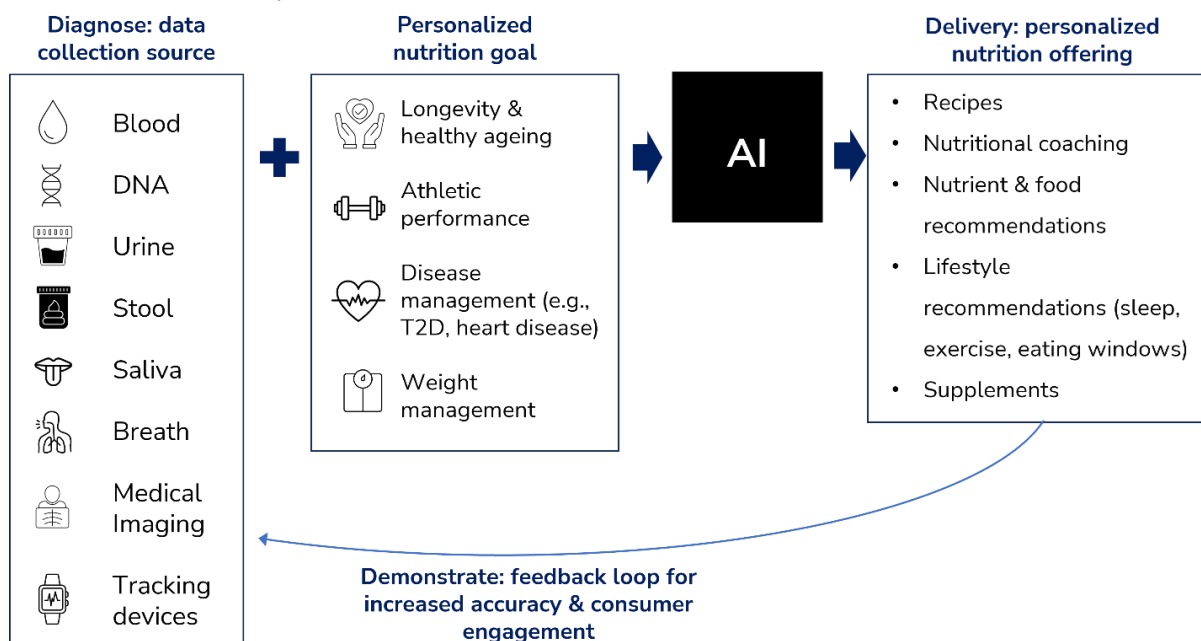 Diagnose: data
collection source
Blood
DNA
Urine
Stool
Saliva
Breath
Medical
Imaging
Tracking
devices
Personalized
nutrition goal
Longevity &
healthy ageing
Athletic
performance
Disease
management (e.g.,
T2D, heart disease)
Weight
management
AI
Delivery: personalized
nutrition offering
• Recipes
• Nutritional coaching
• Nutrient & food
recommendations
• Lifestyle
recommendations (sleep,
exercise, eating windows)
• Supplements
Demonstrate: feedback loop for
increased accuracy & consumer
engagement